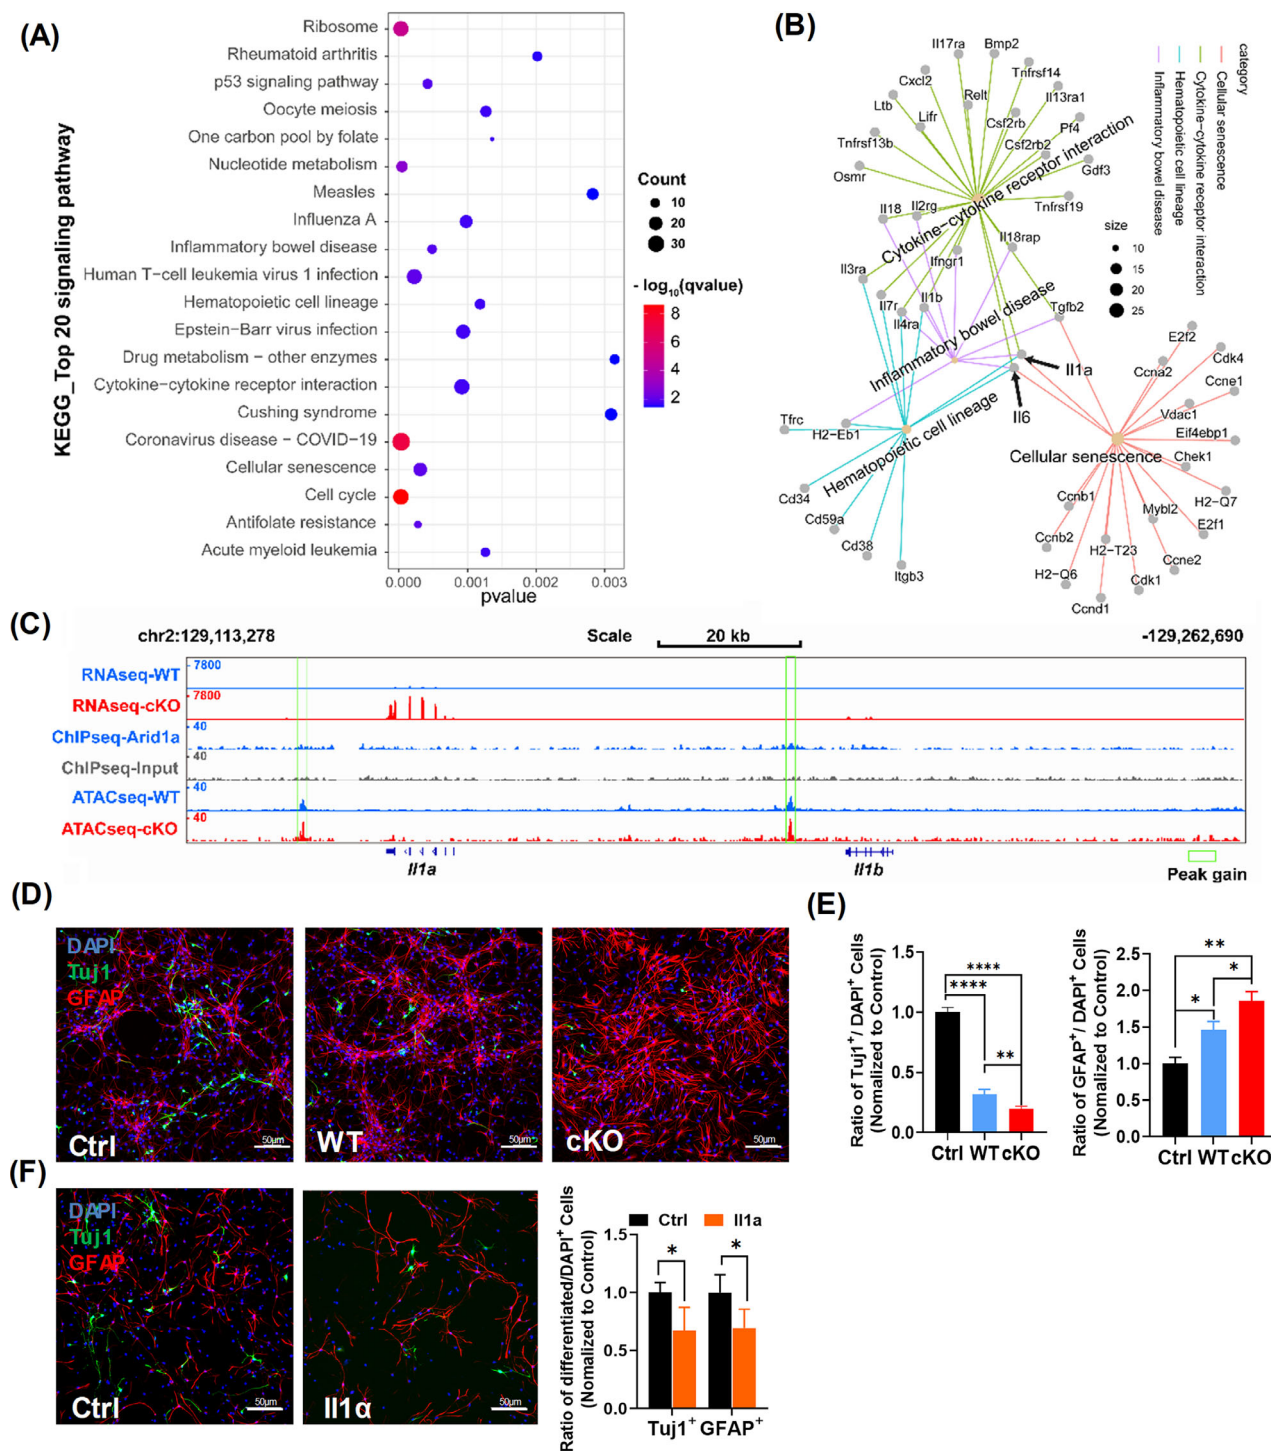 (A)
KEGG_Top 20 signaling pathway
Ribosome
Rheumatoid arthritis
p53 signaling pathway
Oocyte meiosis
One carbon pool by folate
Nucleotide metabolism
Measles
Influenza A
Inflammatory bowel disease
Human T-cell leukemia virus 1 infection
Hematopoietic cell lineage
Epstein−Barr virus infection
Drug metabolism − other enzymes
Cytokine−cytokine receptor interaction
Cushing syndrome
Coronavirus disease − COVID−19
Cellular senescence
Cell cycle
Antifolate resistance
Acute myeloid leukemia
0.000 0.001 0.002 0.003
pvalue
Count
10
20
30
- log10(qvalue)
8
6
4
2
(B)
Il17ra
Bmp2
Cxcl2
Tnfrsf14
Ltb
Relt
Il13ra1
Lifr
Csf2rb
Pf4
Tnfrsf13b
Csf2rb2
Osmr
Gdf3
Tnfrsf19
Il18
Il2rg
Cytokine−cytokine receptor interaction
Il18rap
Ifngr1
Il3ra
Il7r
Il1b
Il4ra
Tgfb2
Inflammatory bowel disease
Il1a
Il6
Tfrc
H2−Eb1
Hematopoietic cell lineage
Cd34
Cd59a
Cd38
Itgb3
E2f2
Cdk4
Ccna2
Ccne1
Vdac1
Eif4ebp1
Cellular senescence
Chek1
H2−Q7
Ccnb1
Mybl2
E2f1
Ccnb2
H2−T23
Ccne2
H2−Q6
Cdk1
Ccnd1
category
Cellular senescence
Cytokine−cytokine receptor interaction
Hematopoietic cell lineage
Inflammatory bowel disease
size
10
15
20
25
(C)
chr2:129,113,278 Scale 20 kb -129,262,690
RNAseq-WT 7800
RNAseq-cKO 7800
ChIPseq-Arid1a 40
ChIPseq-Input 40
ATACseq-WT 40
ATACseq-cKO 40
Il1a Il1b
Peak gain
(D)
DAPI
Tuj1
GFAP
Ctrl 50μm
WT 50μm
cKO 50μm
(E)
Ratio of Tuj1+/ DAPI+ Cells
(Nomalized to Control)
1.5
1.0
0.5
0.0
****
****
**
Ctrl WT cKO
Ratio of GFAP+/ DAPI+ Cells
(Nomalized to Control)
2.5
2.0
1.5
1.0
0.5
0.0
**
*
*
Ctrl WT cKO
(F)
DAPI
Tuj1
GFAP
Ctrl 50μm
Il1α 50μm
Ratio of differentiated/DAPI+ Cells
(Nomalized to Control)
Ctrl Il1a
1.5
1.0
0.5
0.0
*
*
Tuj1+ GFAP+